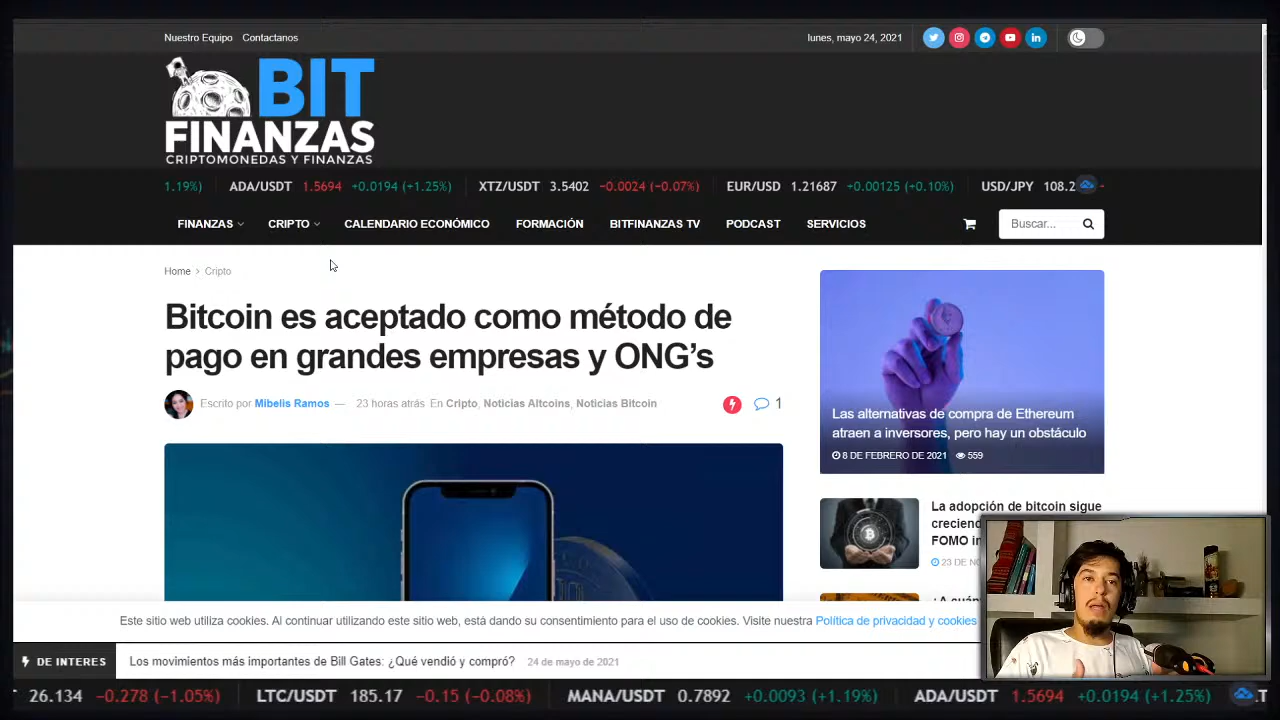 Nuestro Equipo Contactanos
lunes, mayo 24, 2021
BIT
FINANZAS
CRIPTOMONEDAS Y FINANZAS
1.19%) ADA/USDT 1.5694 +0.0194 (+1.25%) XTZ/USDT 3.5402 −0.0024 (−0.07%) EUR/USD 1.21687 +0.00125 (+0.10%) USD/JPY 108.2
FINANZAS CRIPTO CALENDARIO ECONÓMICO FORMACIÓN BITFINANZAS TV PODCAST SERVICIOS
Buscar...
Home > Cripto
Bitcoin es aceptado como método de
pago en grandes empresas y ONG’s
Escrito por Mibelis Ramos — 23 horas atrás En Cripto, Noticias Altcoins, Noticias Bitcoin
1
Las alternativas de compra de Ethereum
atraen a inversores, pero hay un obstáculo
8 DE FEBRERO DE 2021 559
La adopción de bitcoin sigue
creciendo
FOMO
23 DE
Este sitio web utiliza cookies. Al continuar utilizando este sitio web, está dando su consentimiento para el uso de cookies. Visite nuestra Política de privacidad y cookies
DE INTERES
Los movimientos más importantes de Bill Gates: ¿Qué vendió y compró? 24 de mayo de 2021
26.134 −0.278 (−1.05%) LTC/USDT 185.17 −0.15 (−0.08%) MANA/USDT 0.7892 +0.0093 (+1.19%) ADA/USDT 1.5694 +0.0194 (+1.25%)